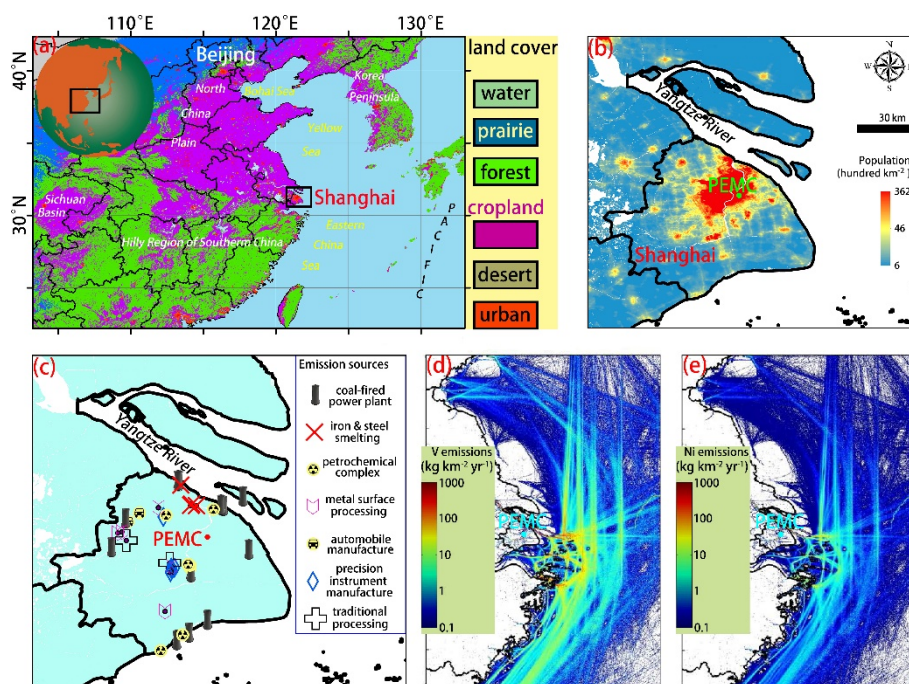 110°E
120°E
130°E
40°N
30°N
(a)
Beijing
Bohai Sea
Korea
Peninsula
North
China
Plain
Yellow
Sea
Shanghai
Sichuan
Basin
Hilly Region of Southern China
Eastern
China
Sea
PACIFIC
land cover
water
prairie
forest
cropland
desert
urban
(b)
Yangtze River
N
W
E
S
30 km
Population
(hundred km⁻²)
362
6
PEMC
Shanghai
(c)
Yangtze River
PEMC
Emission sources
coal-fired
power plant
iron & steel
smelting
petrochemical
complex
metal surface
processing
automobile
manufacture
precision
instrument
manufacture
traditional
processing
(d)
V emissions
(kg km⁻² yr⁻¹)
1000
100
10
1
0.1
PEMC
(e)
Ni emissions
(kg km⁻² yr⁻¹)
1000
100
10
1
0.1
PEMC